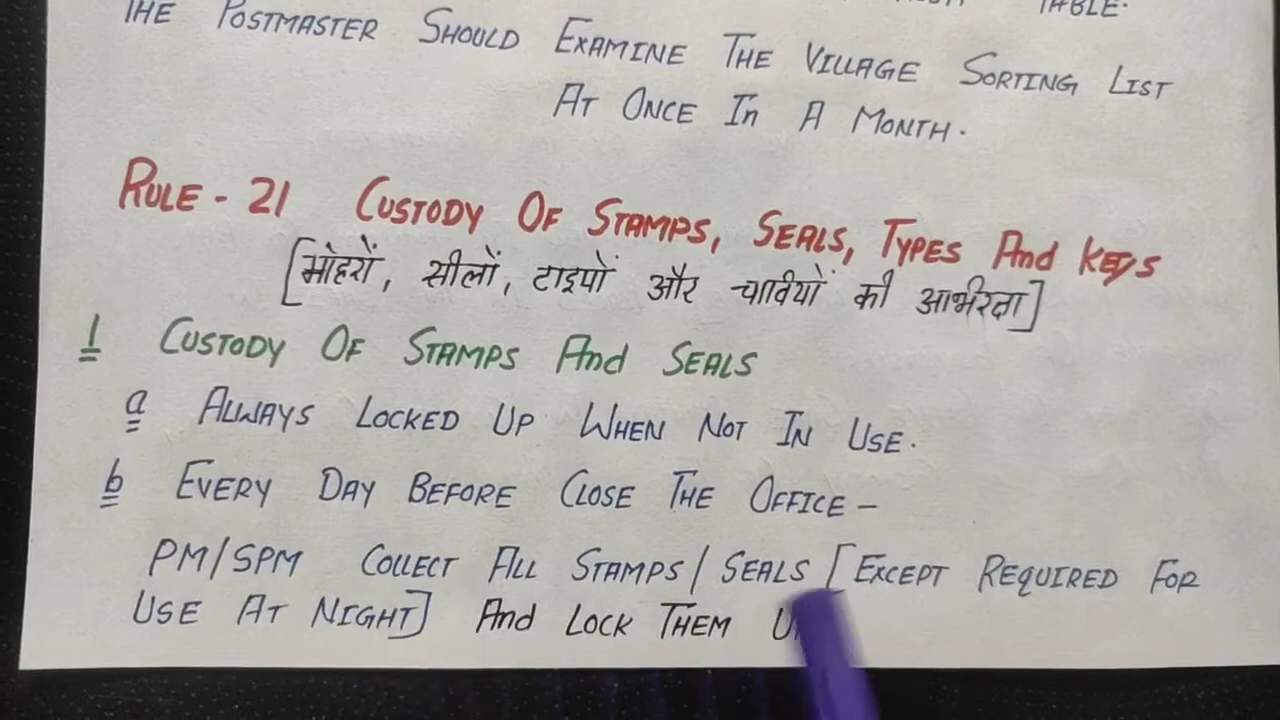 TABLE.
THE POSTMASTER SHOULD EXAMINE THE VILLAGE SORTING LIST
AT ONCE In A MONTH.
RULE - 21 CUSTODY OF STAMPS, SEALS, TYPES And KEYS
[मोहरों, सीलों, टाइपों और चाबियों की अभिरक्षा]
1 CUSTODY OF STAMPS And SEALS
a ALWAYS LOCKED UP WHEN NOT IN USE.
b EVERY DAY BEFORE CLOSE THE OFFICE –
PM/SPM COLLECT ALL STAMPS/SEALS [EXCEPT REQUIRED FOR
USE AT NIGHT] And LOCK THEM